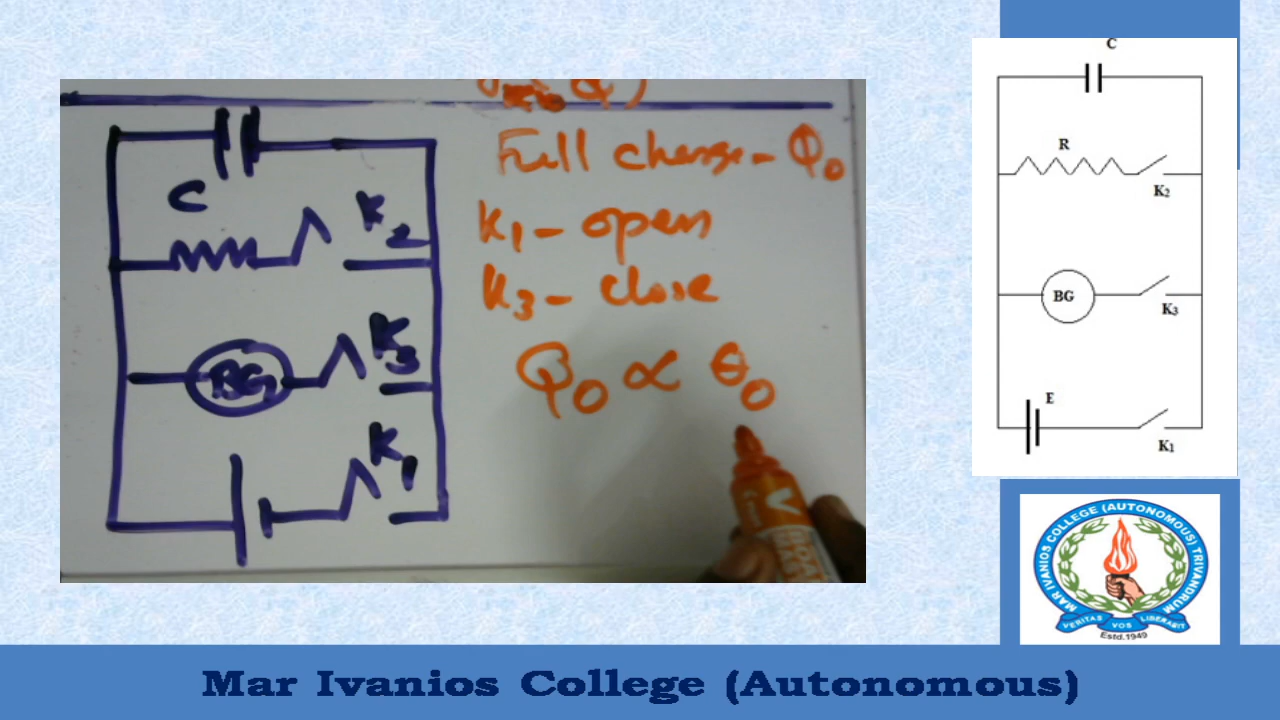 Full charge - Q₀
K₁ - open
K₃ - close
Q₀ ∝ θ₀
C
K₂
BG
K₃
K₁
C
R
K₂
BG
K₃
E
K₁
MAR IVANIOS COLLEGE (AUTONOMOUS) TRIVANDRUM
VERITAS VOS LIBERABIT
Estd.1949
Mar Ivanios College (Autonomous)